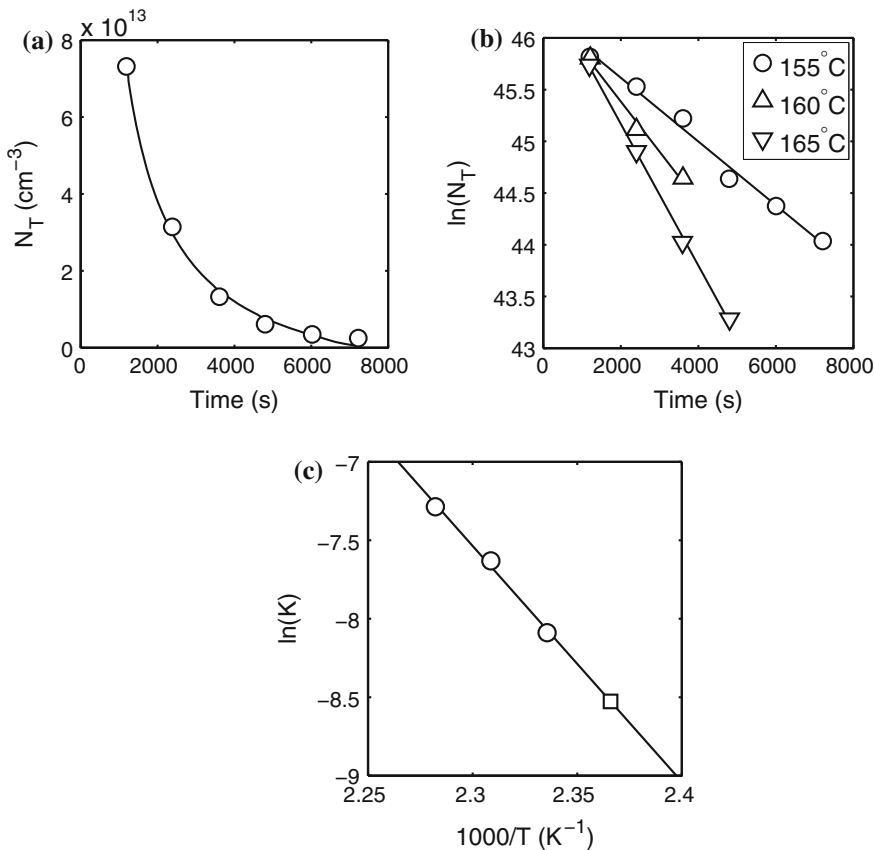 (a)
x 10^13
8
6
4
2
0
N_T (cm^−3)
0 2000 4000 6000 8000
Time (s)
(b)
46
45.5
45
44.5
44
43.5
43
ln(N_T)
155°C
160°C
165°C
0 2000 4000 6000 8000
Time (s)
(c)
−7
−7.5
−8
−8.5
−9
ln(K)
2.25 2.3 2.35 2.4
1000/T (K^−1)